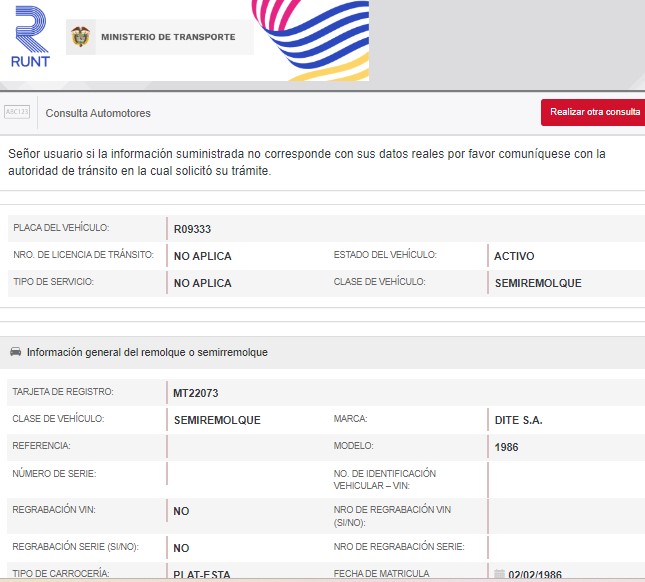 RUNT
MINISTERIO DE TRANSPORTE
ABC123
Consulta Automotores
Realizar otra consulta
Señor usuario si la información suministrada no corresponde con sus datos reales por favor comuníquese con la
autoridad de tránsito en la cual solicitó su trámite.
PLACA DEL VEHÍCULO: R09333
NRO. DE LICENCIA DE TRÁNSITO: NO APLICA ESTADO DEL VEHÍCULO: ACTIVO
TIPO DE SERVICIO: NO APLICA CLASE DE VEHÍCULO: SEMIREMOLQUE
Información general del remolque o semirremolque
TARJETA DE REGISTRO: MT22073
CLASE DE VEHÍCULO: SEMIREMOLQUE MARCA: DITE S.A.
REFERENCIA: MODELO: 1986
NÚMERO DE SERIE: NO. DE IDENTIFICACIÓN
VEHICULAR – VIN:
REGRABACIÓN VIN: NO NRO DE REGRABACIÓN VIN
(SI/NO):
REGRABACIÓN SERIE (SI/NO): NO NRO DE REGRABACIÓN SERIE:
TIPO DE CARROCERÍA: PLAT-ESTA FECHA DE MATRICULA 02/02/1986